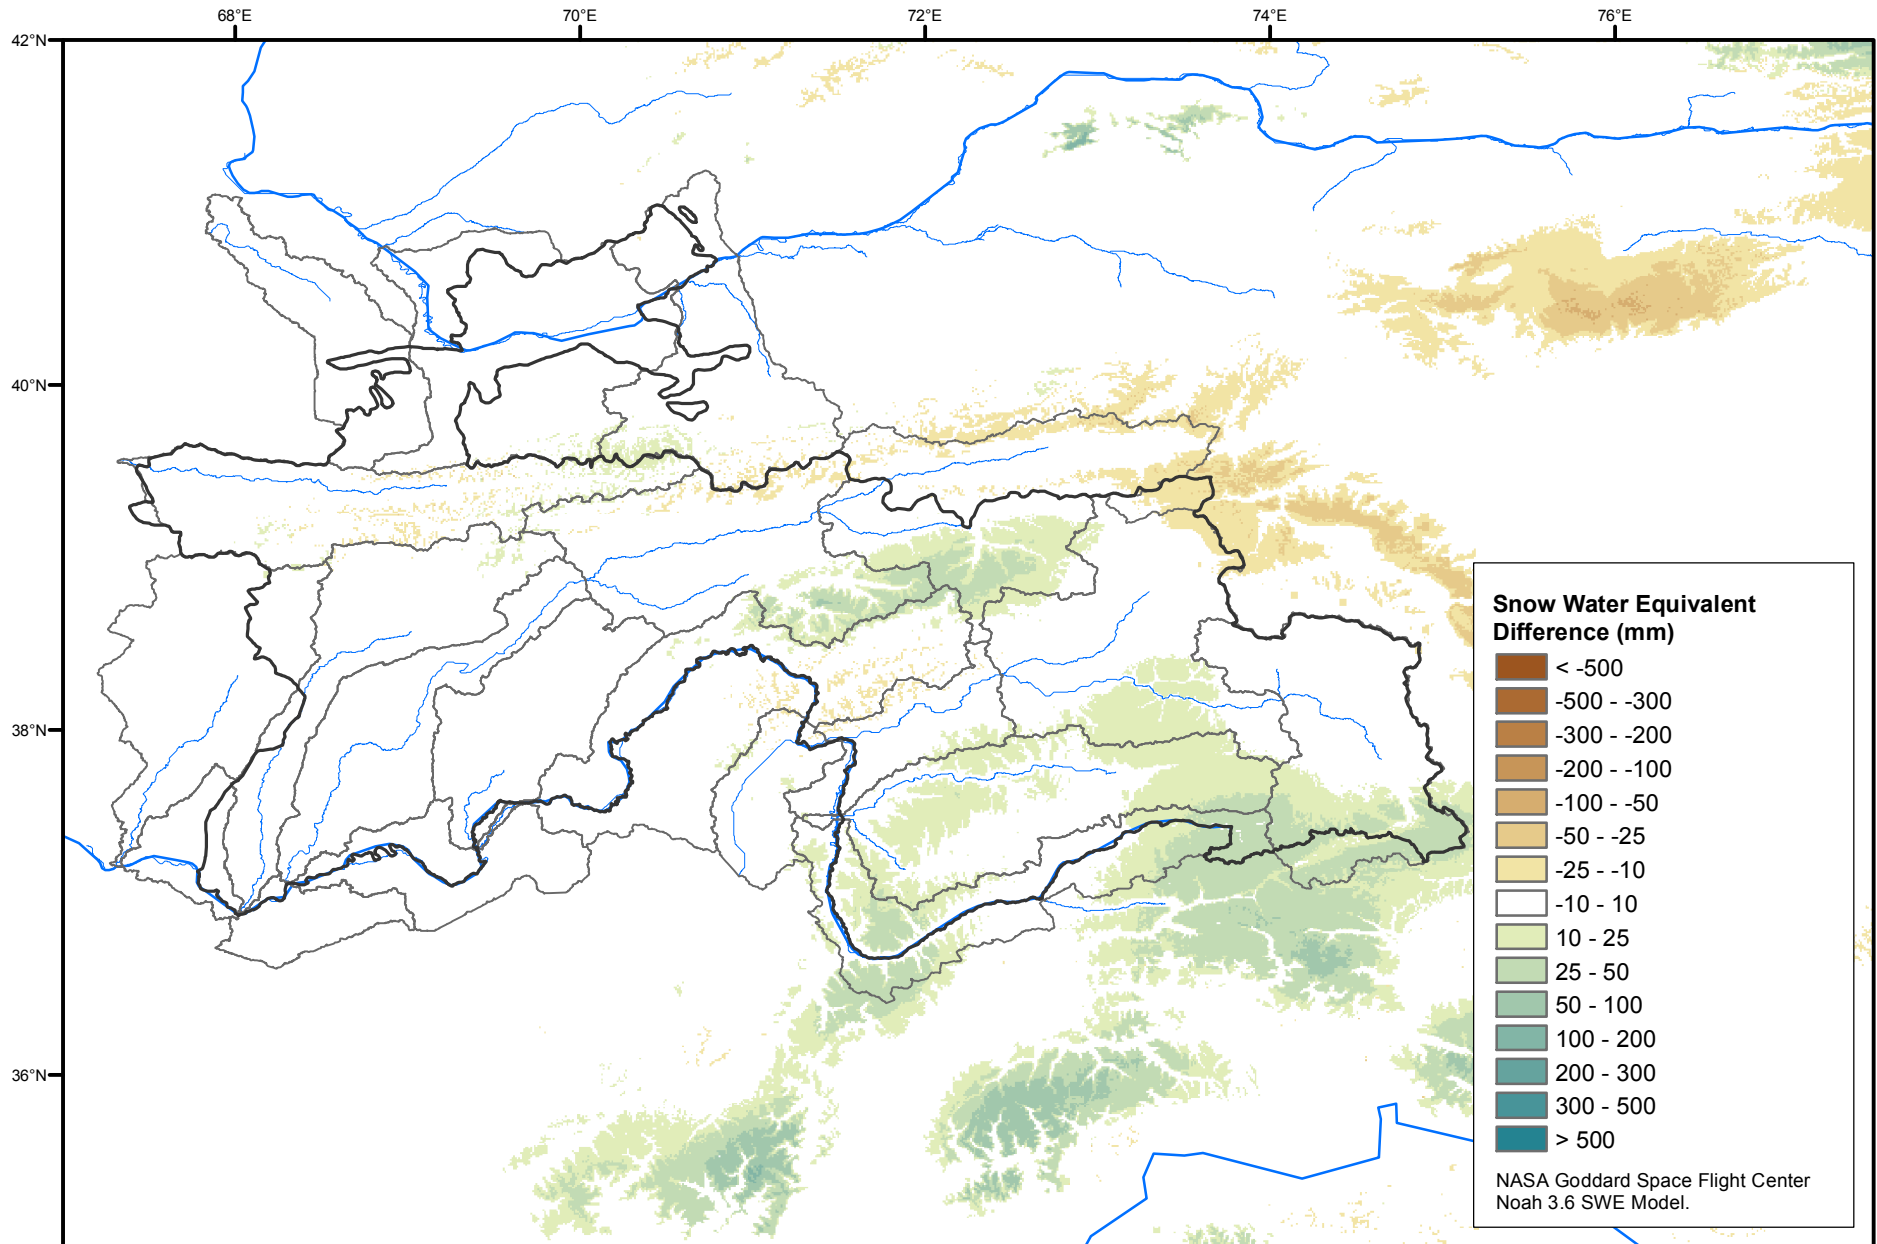 68°E
70°E
72°E
74°E
76°E
42°N
40°N
38°N
36°N
Snow Water Equivalent
Difference (mm)
< -500
-500 - -300
-300 - -200
-200 - -100
-100 - -50
-50 - -25
-25 - -10
-10 - 10
10 - 25
25 - 50
50 - 100
100 - 200
200 - 300
300 - 500
> 500
NASA Goddard Space Flight Center
Noah 3.6 SWE Model.